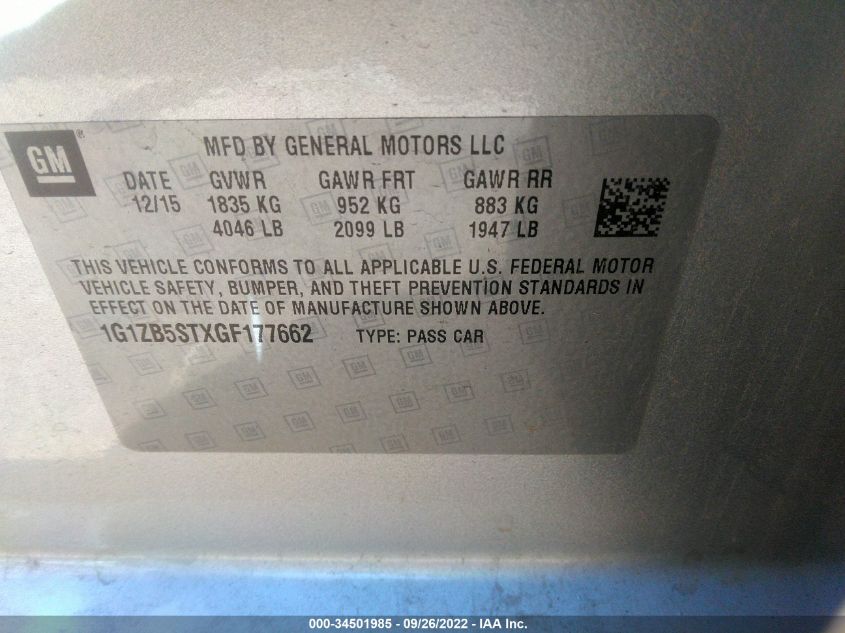 GM
MFD BY GENERAL MOTORS LLC
DATE GVWR GAWR FRT GAWR RR
12/15 1835 KG 952 KG 883 KG
4046 LB 2099 LB 1947 LB
THIS VEHICLE CONFORMS TO ALL APPLICABLE U.S. FEDERAL MOTOR
VEHICLE SAFETY, BUMPER, AND THEFT PREVENTION STANDARDS IN
EFFECT ON THE DATE OF MANUFACTURE SHOWN ABOVE.
1G1ZB5STXGF177662 TYPE: PASS CAR
000-34501985 - 09/26/2022 - IAA Inc.